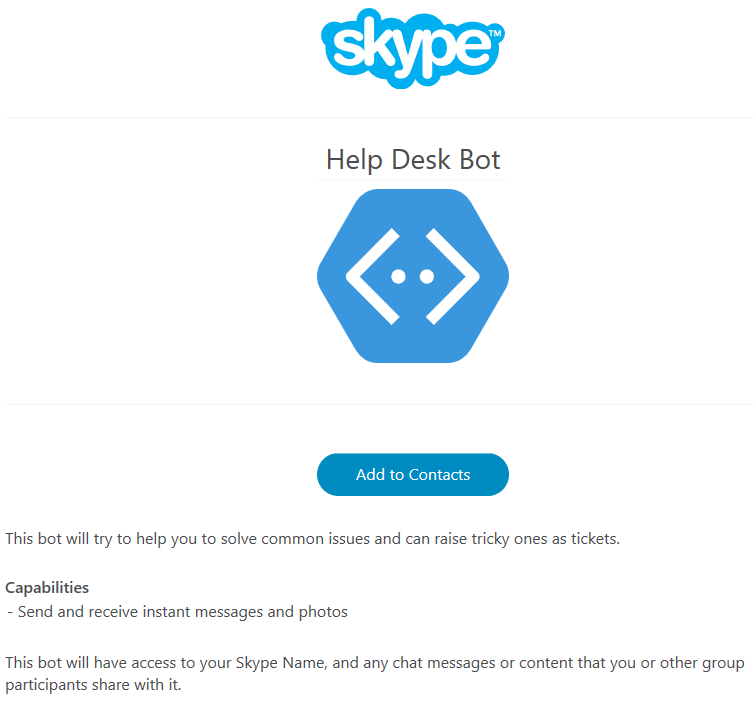 skype™
Help Desk Bot
Add to Contacts
This bot will try to help you to solve common issues and can raise tricky ones as tickets.
Capabilities
- Send and receive instant messages and photos
This bot will have access to your Skype Name, and any chat messages or content that you or other group
participants share with it.